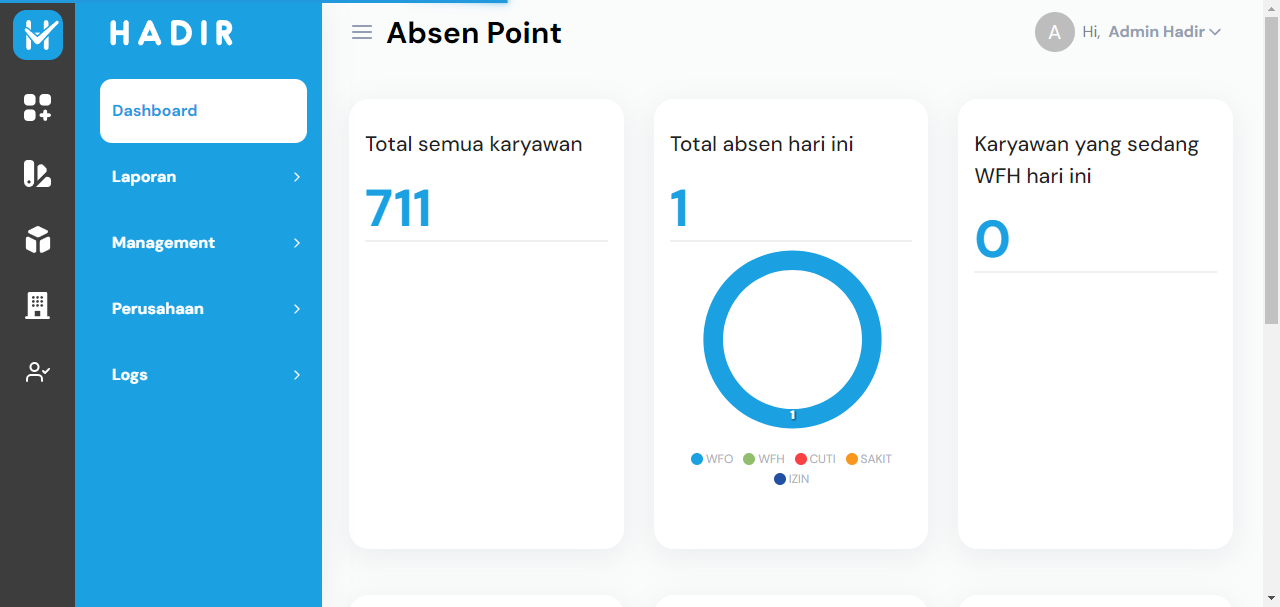 HADIR
Dashboard
Laporan
Management
Perusahaan
Logs
Absen Point
A Hi, Admin Hadir
Total semua karyawan
711
Total absen hari ini
1
1
WFO WFH CUTI SAKIT
IZIN
Karyawan yang sedang
WFH hari ini
0